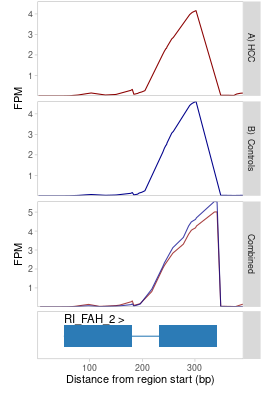 4
3
2
1
A) HCC
FPM
4
3
2
1
B) Controls
5
4
3
2
1
FPM
Combined
RI_FAH_2 >
100 200 300
Distance from region start (bp)